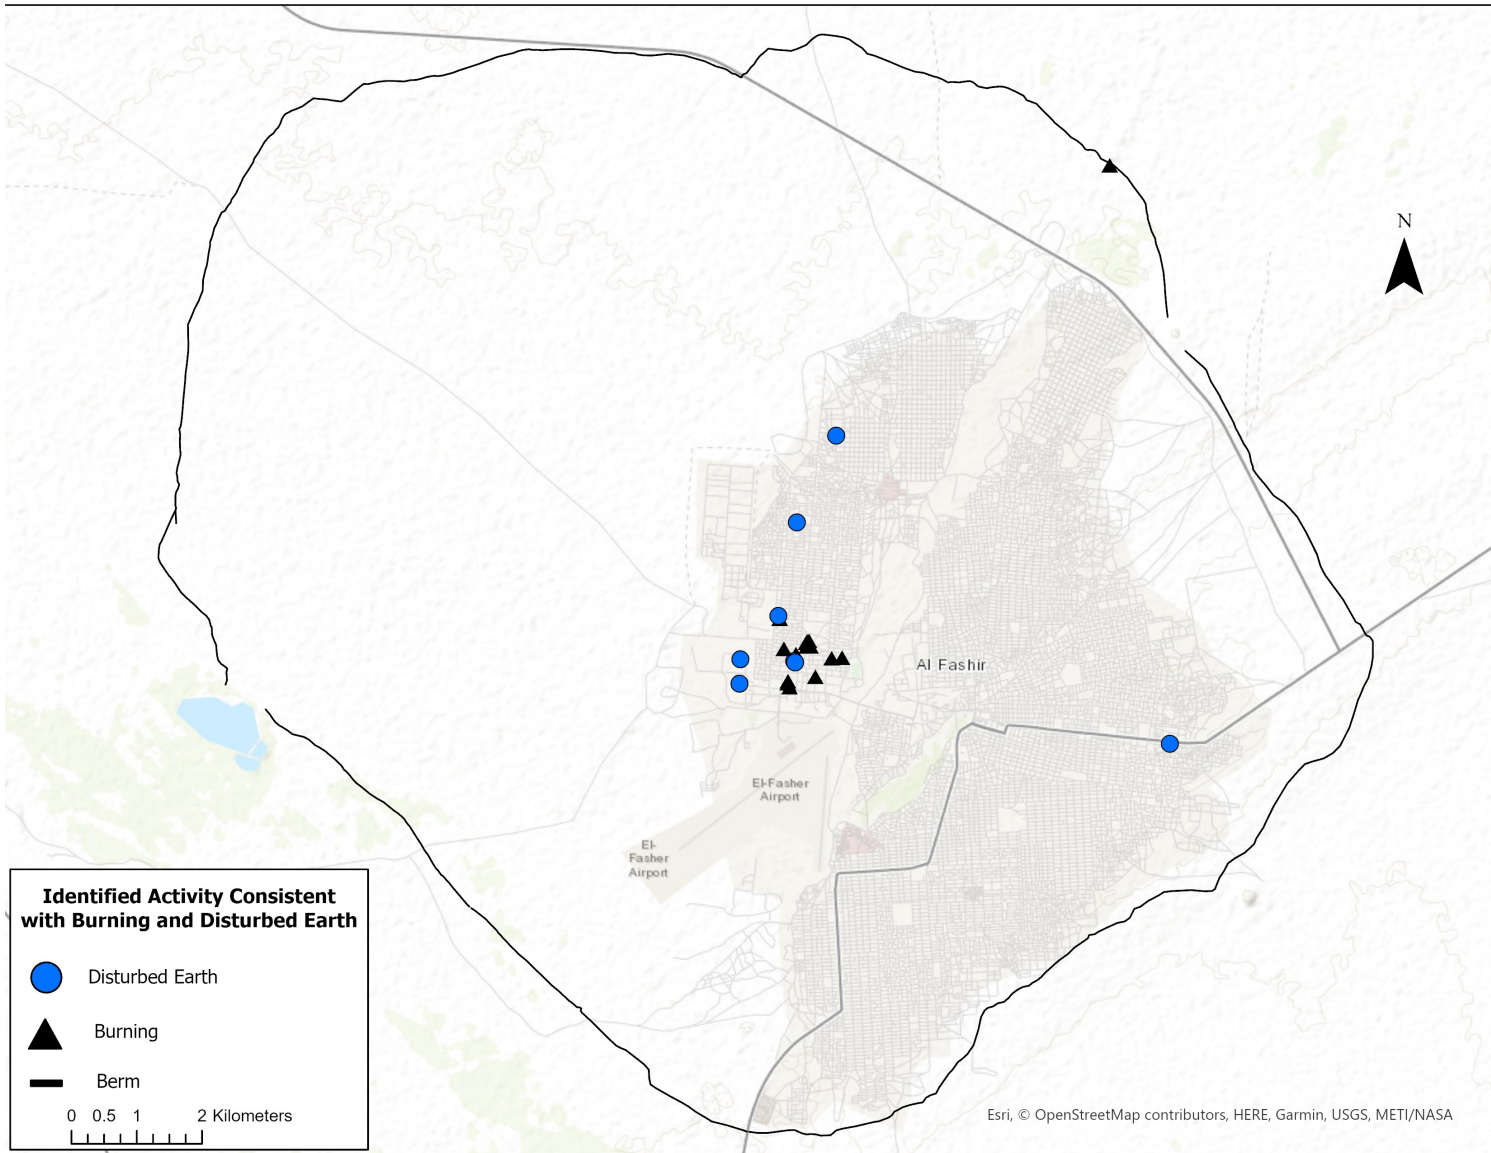 N
Al Fashir
El-Fasher
Airport
El-
Fasher
Airport
Identified Activity Consistent
with Burning and Disturbed Earth
Disturbed Earth
Burning
Berm
0 0.5 1 2 Kilometers
Esri, © OpenStreetMap contributors, HERE, Garmin, USGS, METI/NASA